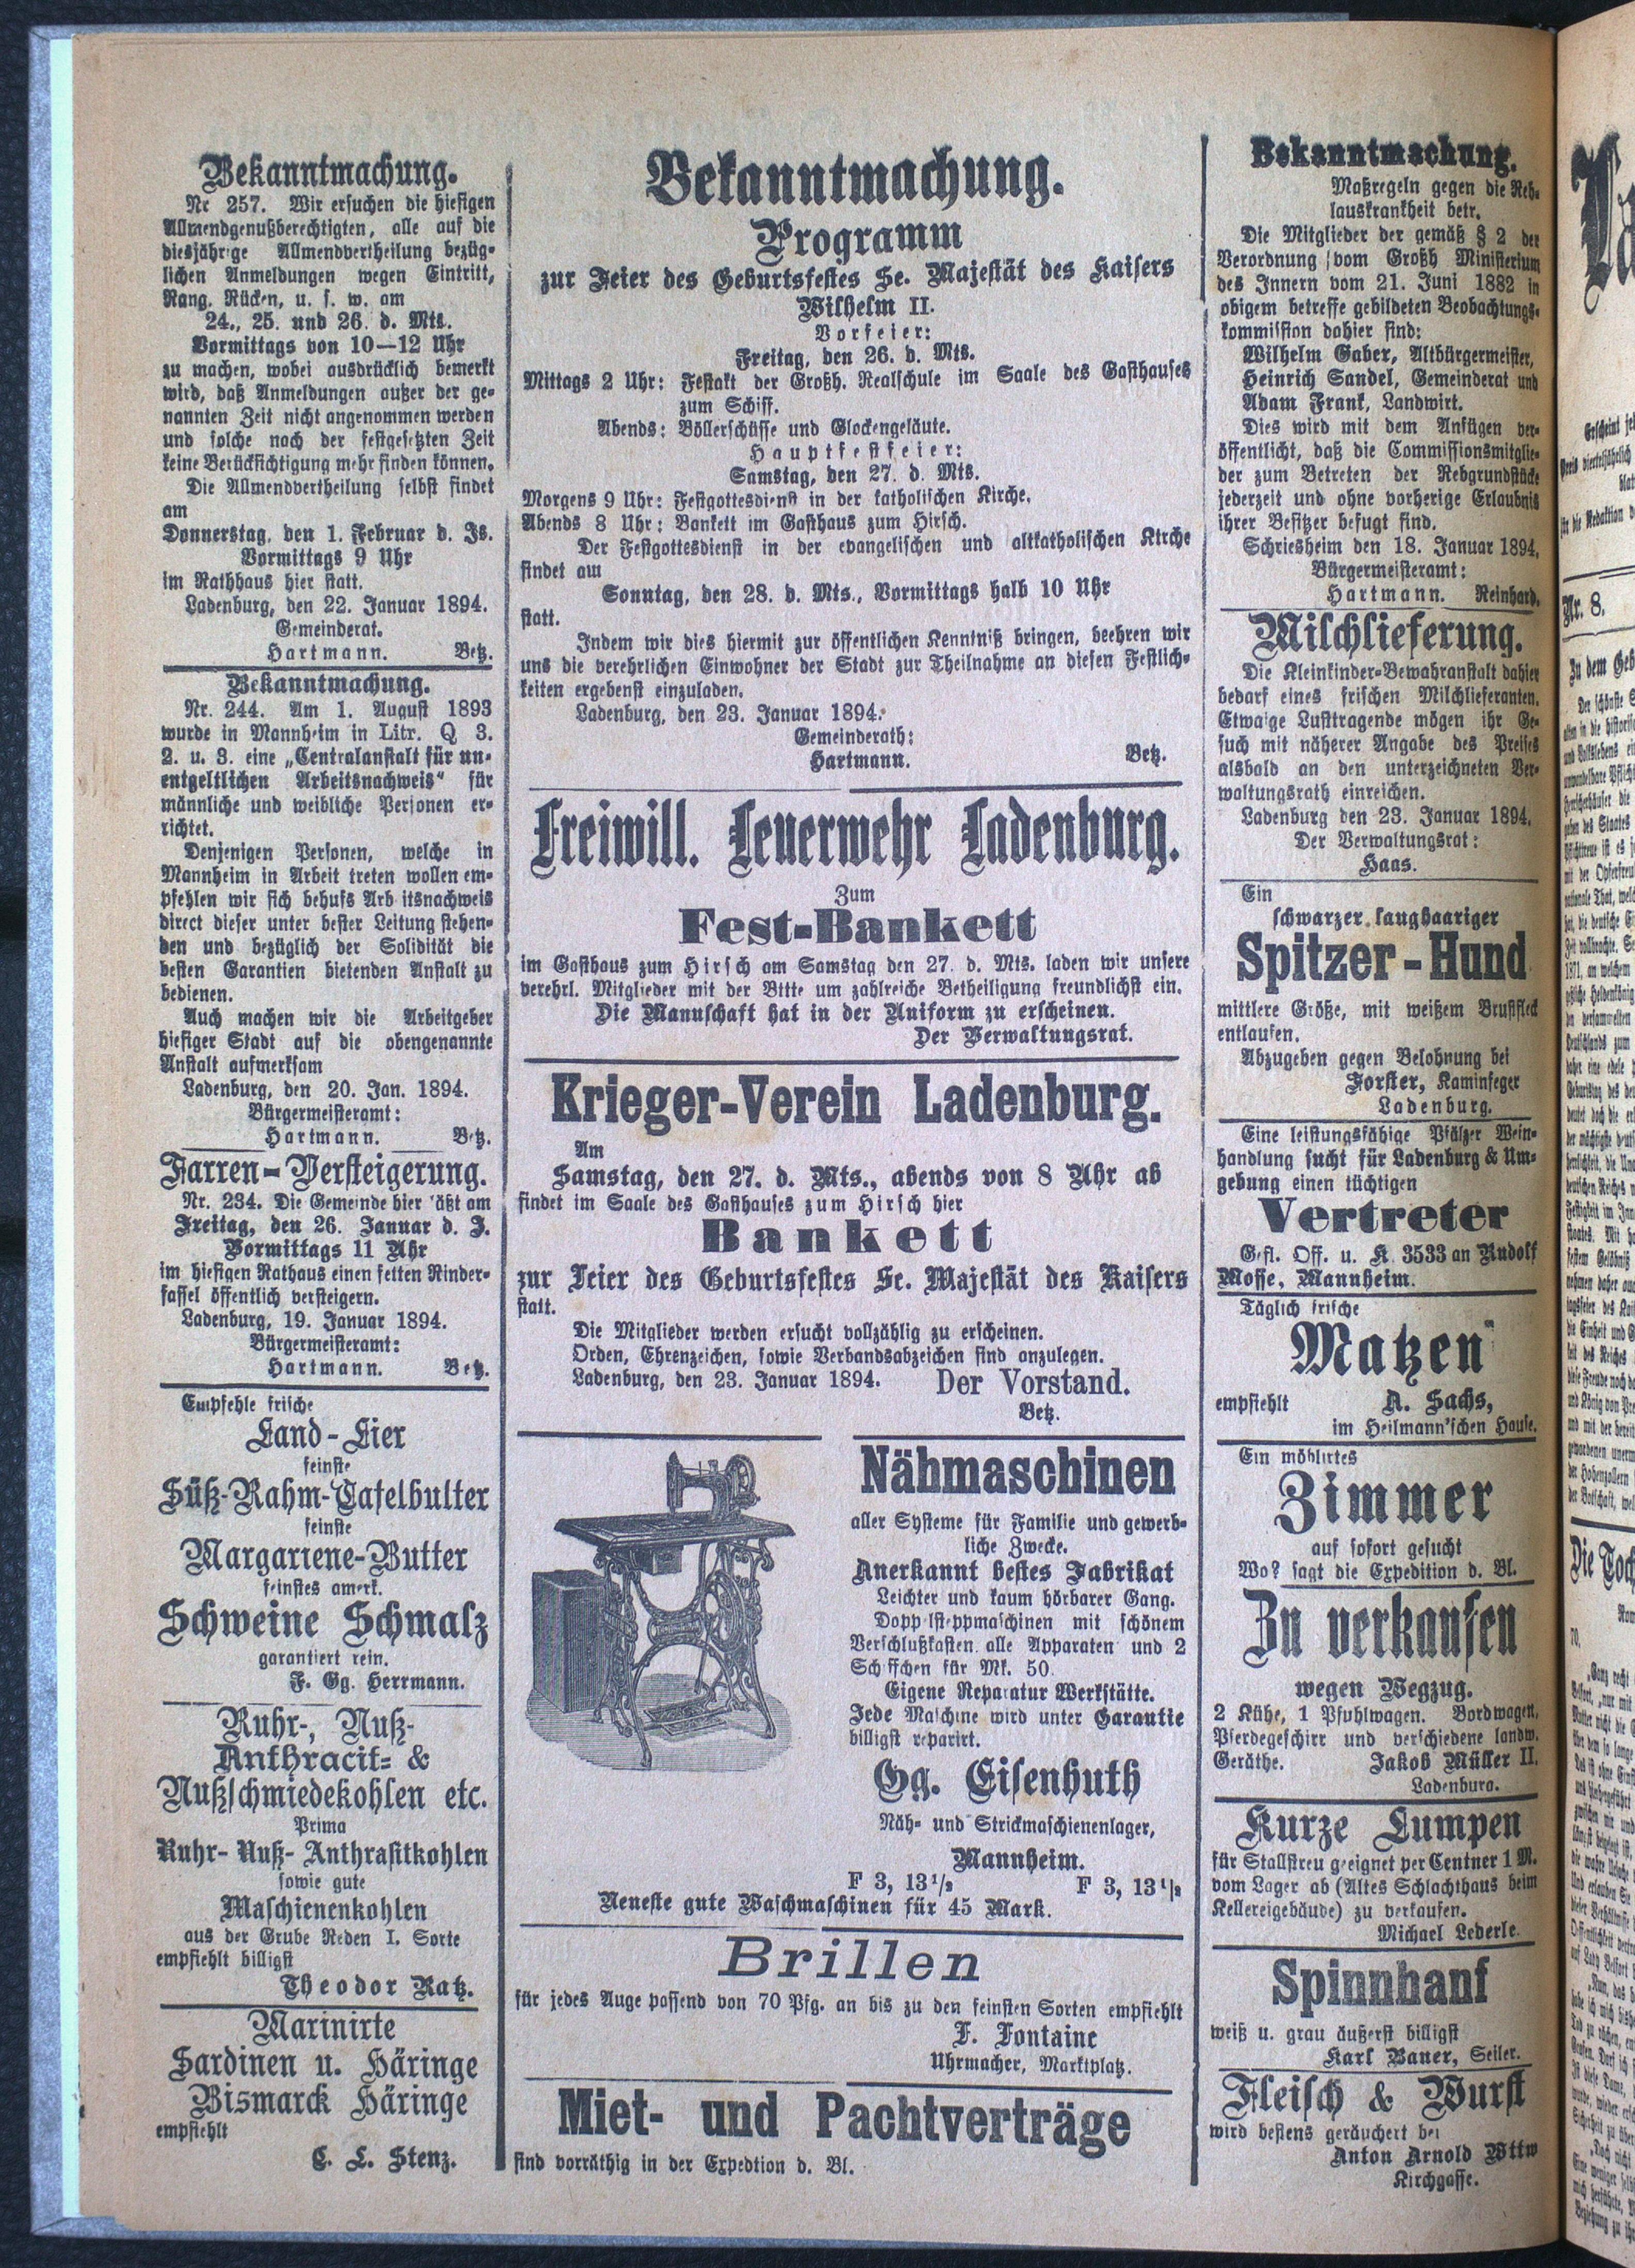 Bekanntmachung.
Nr 257. Wir ersuchen die hiesigen
Allmendgenußberechtigten, alle auf die
diesjährige Allmendvertheilung bezüg-
lichen Anmeldungen wegen Eintritt,
Rang, Rücken, u. s. w. am
24., 25. und 26. d. Mts.
Vormittags von 10—12 Uhr
zu machen, wobei ausdrücklich bemerkt
wird, daß Anmeldungen außer der ge-
nannten Zeit nicht angenommen werden
und solche nach der festgesetzten Zeit
keine Berücksichtigung mehr finden können.
Die Allmendvertheilung selbst findet
am
Donnerstag, den 1. Februar d. Js.
Vormittags 9 Uhr
im Rathhaus hier statt.
Ladenburg, den 22. Januar 1894.
Gemeinderat.
Hartmann. Betz.
Bekanntmachung.
Nr. 244. Am 1. August 1893
wurde in Mannheim in Litr. Q 3.
2. u. 3. eine „Centralanstalt für un-
entgeltlichen Arbeitsnachweis“ für
männliche und weibliche Personen er-
richtet.
Denjenigen Personen, welche in
Mannheim in Arbeit treten wollen em-
pfehlen wir sich behufs Arb itsnachweis
direct dieser unter bester Leitung stehen-
den und bezüglich der Solidität die
besten Garantien bietenden Anstalt zu
bedienen.
Auch machen wir die Arbeitgeber
hiesiger Stadt auf die obengenannte
Anstalt aufmerksam
Ladenburg, den 20. Jan. 1894.
Bürgermeisteramt:
Hartmann. Betz.
Farren-Versteigerung.
Nr. 234. Die Gemeinde hier läßt am
Freitag, den 26. Januar d. J.
Vormittags 11 Uhr
im hiesigen Rathaus einen fetten Rinder-
fassel öffentlich versteigern.
Ladenburg, 19. Januar 1894.
Bürgermeisteramt:
Hartmann. Betz.
Empfehle frische
Land-Eier
feinste
Süß-Rahm-Tafelbutter
feinste
Margariene-Butter
feinstes amerk.
Schweine Schmalz
garantiert rein.
F. Gg. Herrmann.
Ruhr-, Nuß-
Anthracit- &
Nußschmiedekohlen etc.
Prima
Ruhr- Nuß- Anthrasitkohlen
sowie gute
Maschienenkohlen
aus der Grube Reden I. Sorte
empfiehlt billigst
Theodor Ratz.
Marinirte
Sardinen u. Häringe
Bismarck Häringe
empfiehlt
C. L. Stenz.
Bekanntmachung.
Programm
zur Feier des Geburtsfestes Se. Majestät des Kaisers
Wilhelm II.
Vorfeier:
Freitag, den 26. d. Mts.
Mittags 2 Uhr: Festakt der Großh. Realschule im Saale des Gasthauses
zum Schiff.
Abends: Böllerschüsse und Glockengeläute.
Hauptfestfeier:
Samstag, den 27. d. Mts.
Morgens 9 Uhr: Festgottesdienst in der katholischen Kirche.
Abends 8 Uhr: Bankett im Gasthaus zum Hirsch.
Der Festgottesdienst in der evangelischen und altkatholischen Kirche
findet am
Sonntag, den 28. d. Mts., Vormittags halb 10 Uhr
statt.
Indem wir dies hiermit zur öffentlichen Kenntniß bringen, beehren wir
uns die verehrlichen Einwohner der Stadt zur Theilnahme an diesen Festlich-
keiten ergebenst einzuladen.
Ladenburg, den 23. Januar 1894.
Gemeinderath:
Hartmann. Betz.
Freiwill. Feuerwehr Ladenburg.
Zum
Fest-Bankett
im Gasthaus zum Hirsch am Samstag den 27. d. Mts. laden wir unsere
verehrl. Mitglieder mit der Bitte um zahlreiche Betheiligung freundlichst ein.
Die Mannschaft hat in der Uniform zu erscheinen.
Der Verwaltungsrat.
Krieger-Verein Ladenburg.
Am
Samstag, den 27. d. Mts., abends von 8 Uhr ab
findet im Saale des Gasthauses zum Hirsch hier
Bankett
zur Feier des Geburtsfestes Se. Majestät des Kaisers
statt.
Die Mitglieder werden ersucht vollzählig zu erscheinen.
Orden, Ehrenzeichen, sowie Verbandsabzeichen sind anzulegen.
Ladenburg, den 23. Januar 1894. Der Vorstand.
Betz.
Nähmaschinen
aller Systeme für Familie und gewerb-
liche Zwecke.
Anerkannt bestes Fabrikat
Leichter und kaum hörbarer Gang.
Dopp lsteppmaschinen mit schönem
Verschlußkasten, alle Apparaten und 2
Schiffchen für Mk. 50.
Eigene Reparatur Werkstätte.
Jede Maschine wird unter Garantie
billigst reparirt.
Gg. Eisenhuth
Näh- und Strickmaschienenlager,
Mannheim.
F 3, 13½ F 3, 13½
Neneste gute Waschmaschinen für 45 Mark.
Brillen
für jedes Auge passend von 70 Pfg. an bis zu den feinsten Sorten empfiehlt
F. Fontaine
Uhrmacher, Marktplatz.
Miet- und Pachtverträge
sind vorräthig in der Expedtion d. Bl.
Bekanntmachung.
Maßregeln gegen die Reb-
lauskrankheit betr.
Die Mitglieder der gemäß § 2 der
Verordnung vom Großh Ministerium
des Innern vom 21. Juni 1882 in
obigem betreffe gebildeten Beobachtungs-
kommission dahier sind:
Wilhelm Gaber, Altbürgermeister,
Heinrich Sandel, Gemeinderat und
Adam Frank, Landwirt.
Dies wird mit dem Anfügen ver-
öffentlicht, daß die Commissionsmitglie-
der zum Betreten der Rebgrundstücke
jederzeit und ohne vorherige Erlaubnis
ihrer Besitzer befugt sind.
Schriesheim den 18. Januar 1894.
Bürgermeisteramt:
Hartmann. Reinhard.
Milchlieferung.
Die Kleinkinder-Bewahranstalt dahier
bedarf eines frischen Milchlieferanten.
Etwaige Lusttragende mögen ihr Ge-
such mit näherer Angabe des Preises
alsbald an den unterzeichneten Ver-
waltungsrath einreichen.
Ladenburg den 23. Januar 1894.
Der Verwaltungsrat:
Haas.
Ein
schwarzer langhaariger
Spitzer-Hund
mittlere Größe, mit weißem Brustfleck
entlaufen.
Abzugeben gegen Belohnung bei
Forster, Kaminfeger
Ladenburg.
Eine leistungsfähige Pfälzer Wein-
handlung sucht für Ladenburg & Um-
gebung einen tüchtigen
Vertreter
Gefl. Off. u. K. 3533 an Rudolf
Mosse, Mannheim.
Täglich frische
Matzen
empfiehlt A. Sachs,
im Heilmann'schen Hause.
Ein möblirtes
Zimmer
auf sofort gesucht
Wo? sagt die Expedition d. Bl.
Zu verkaufen
wegen Wegzug.
2 Kühe, 1 Pfuhlwagen. Bordwagen,
Pferdegeschirr und verschiedene landw.
Geräthe. Jakob Müller II.
Ladenburg.
Kurze Lumpen
für Stallstreu geeignet per Centner 1 M.
vom Lager ab (Altes Schlachthaus beim
Kellereigebäude) zu verkaufen.
Michael Lederle.
Spinnhanf
weiß u. grau äußerst billigst
Karl Bauer, Seiler.
Fleisch & Wurst
wird bestens geräuchert bei
Anton Arnold Wttw
Kirchgasse.
Nr. 8.